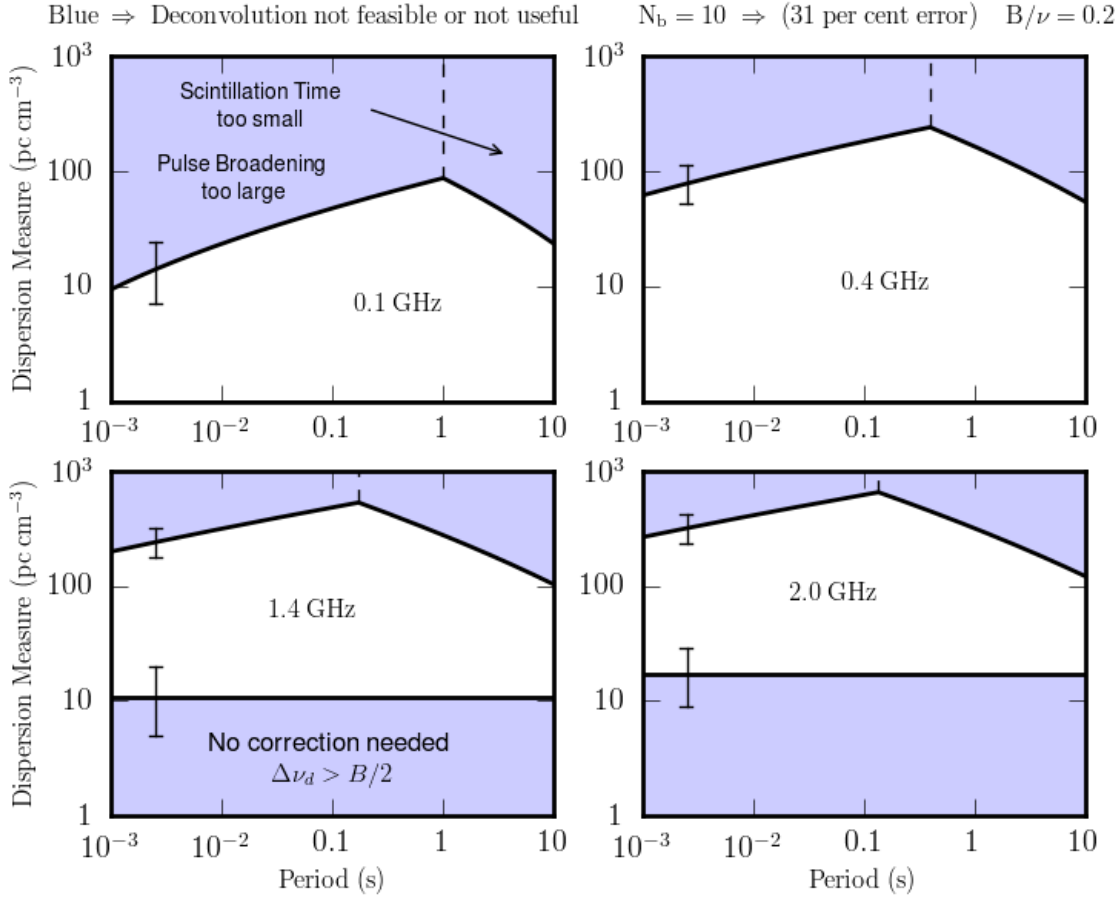 Blue ⇒ Deconvolution not feasible or not useful
N_b = 10 ⇒ (31 per cent error) B/ν = 0.2
Dispersion Measure (pc cm^−3)
10^3
100
10
1
Scintillation Time
too small
Pulse Broadening
too large
0.1 GHz
10^−3
10^−2
0.1
1
10
10^3
100
10
1
0.4 GHz
10^−3
10^−2
0.1
1
10
Dispersion Measure (pc cm^−3)
10^3
100
10
1
1.4 GHz
No correction needed
Δν_d > B/2
10^−3
10^−2
0.1
1
10
Period (s)
10^3
100
10
1
2.0 GHz
10^−3
10^−2
0.1
1
10
Period (s)